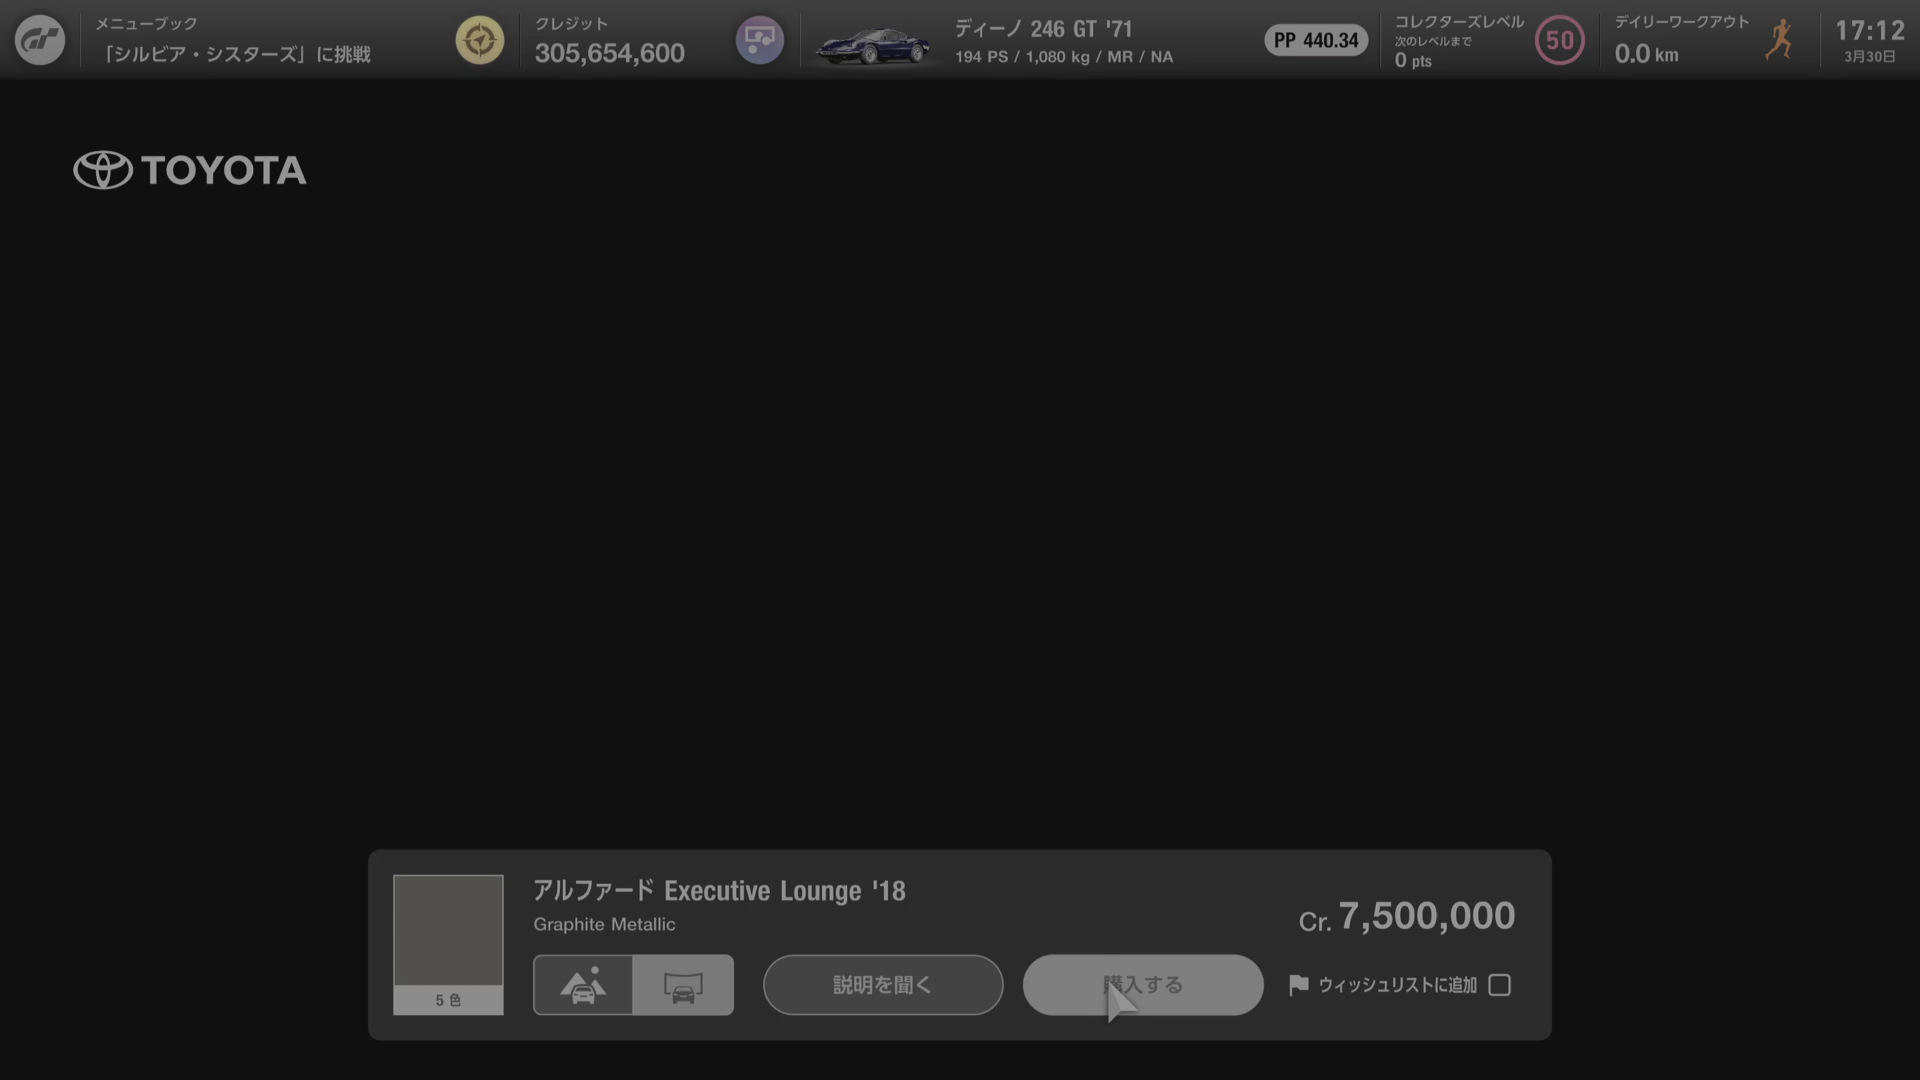 メニューブック
「シルビア・シスターズ」に挑戦
クレジット
305,654,600
ディーノ 246 GT '71
194 PS / 1,080 kg / MR / NA
PP 440.34
コレクターズレベル
次のレベルまで
0 pts
50
デイリーワークアウト
0.0 km
17:12
3月30日
TOYOTA
アルファード Executive Lounge '18
Graphite Metallic
Cr. 7,500,000
5 色
説明を聞く
購入する
ウィッシュリストに追加